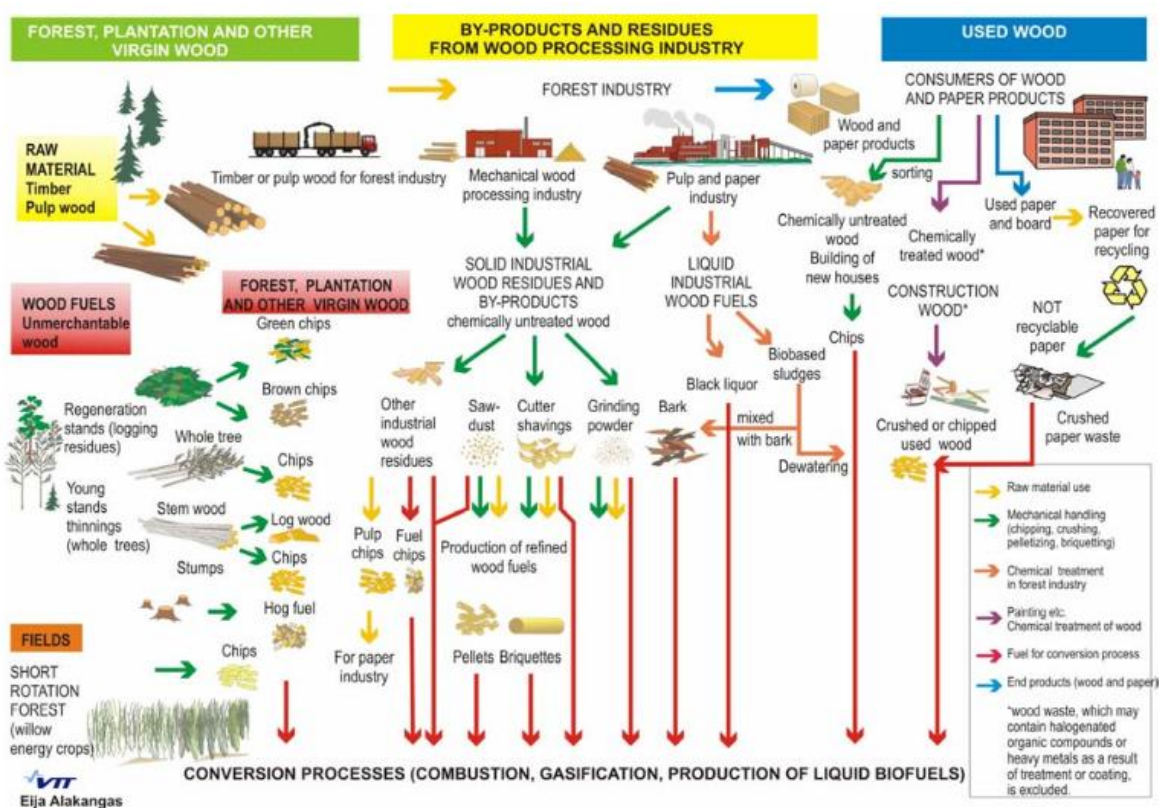 FOREST, PLANTATION AND OTHER
VIRGIN WOOD
BY-PRODUCTS AND RESIDUES
FROM WOOD PROCESSING INDUSTRY
USED WOOD
RAW
MATERIAL
Timber
Pulp wood
Timber or pulp wood for forest industry
FOREST INDUSTRY
Mechanical wood
processing industry
Pulp and paper
industry
Wood and
paper products
CONSUMERS OF WOOD
AND PAPER PRODUCTS
sorting
Chemically untreated
wood
Building of
new houses
Chemically
treated wood*
Used paper
and board
Recovered
paper for
recycling
CONSTRUCTION
WOOD*
NOT
recyclable
paper
Chips
Crushed or chipped
used wood
Crushed
paper waste
WOOD FUELS
Unmerchantable
wood
FOREST, PLANTATION
AND OTHER VIRGIN WOOD
Green chips
Brown chips
Regeneration
stands (logging
residues)
Whole tree
Chips
Young
stands
thinnings
(whole trees)
Stem wood
Log wood
Chips
Stumps
Hog fuel
FIELDS
Chips
SHORT
ROTATION
FOREST
(willow
energy crops)
SOLID INDUSTRIAL
WOOD RESIDUES AND
BY-PRODUCTS
chemically untreated wood
LIQUID
INDUSTRIAL
WOOD FUELS
Other
industrial
wood
residues
Saw-
dust
Cutter
shavings
Grinding
powder
Bark
Black liquor
Biobased
sludges
mixed
with bark
Dewatering
Pulp
chips
Fuel
chips
Production of refined
wood fuels
For paper
industry
Pellets
Briquettes
Raw material use
Mechanical handling
(chipping, crushing,
pelletizing, briquetting)
Chemical treatment
in forest industry
Painting etc.
Chemical treatment of wood
Fuel for conversion process
End products (wood and paper)
*wood waste, which may
contain halogenated
organic compounds or
heavy metals as a result
of treatment or coating,
is excluded.
CONVERSION PROCESSES (COMBUSTION, GASIFICATION, PRODUCTION OF LIQUID BIOFUELS)
VTT
Eija Alakangas